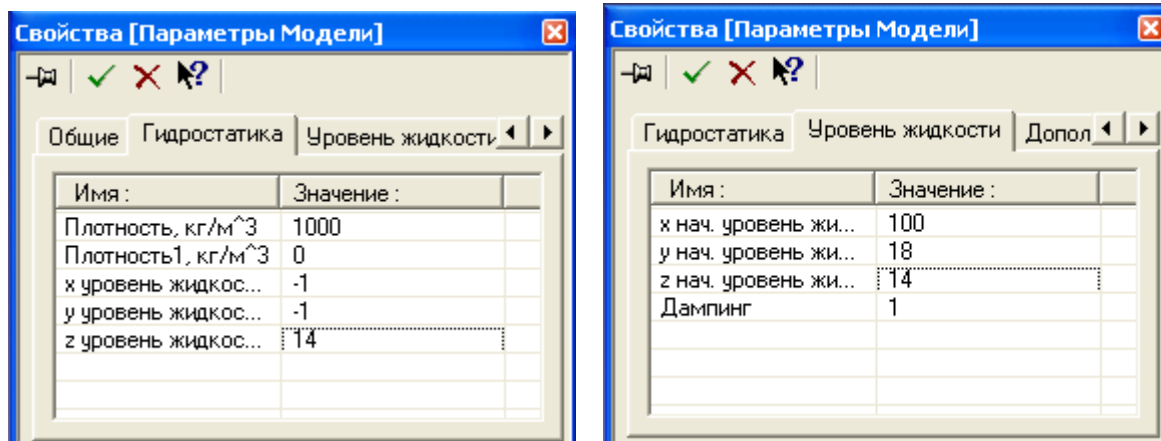 Свойства [Параметры Модели]
Общие Гидростатика Уровень жидкости
Имя : Значение :
Плотность, кг/м^3 1000
Плотность1, кг/м^3 0
x уровень жидкос... -1
y уровень жидкос... -1
z уровень жидкос... 14
Свойства [Параметры Модели]
Гидростатика Уровень жидкости Допол
Имя : Значение :
x нач. уровень жи... 100
y нач. уровень жи... 18
z нач. уровень жи... 14
Дампинг 1